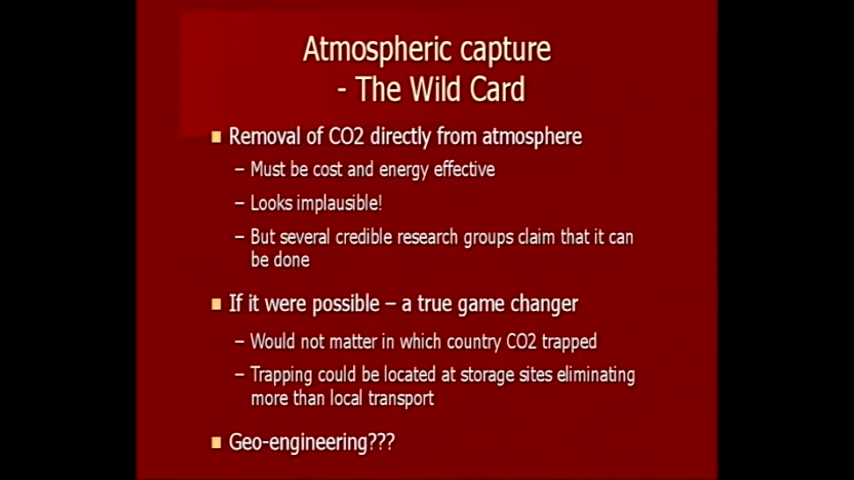 Atmospheric capture
- The Wild Card
■ Removal of CO2 directly from atmosphere
– Must be cost and energy effective
– Looks implausible!
– But several credible research groups claim that it can
be done
■ If it were possible – a true game changer
– Would not matter in which country CO2 trapped
– Trapping could be located at storage sites eliminating
more than local transport
■ Geo-engineering???